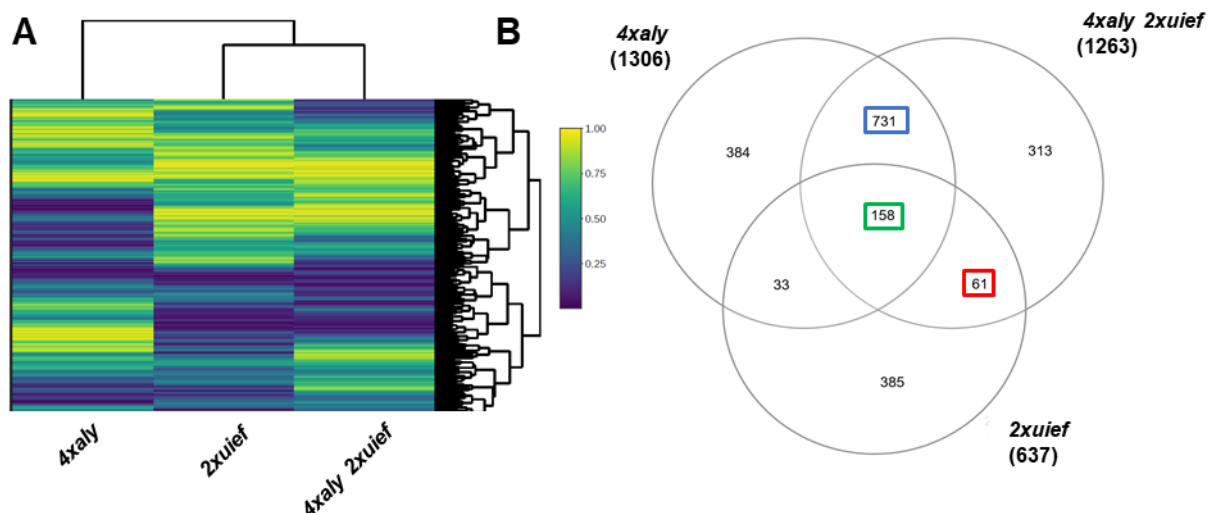 A
B
4xaly
(1306)
4xaly 2xuief
(1263)
731
384
313
158
33
61
385
2xuief
(637)
1.00
0.75
0.50
0.25
4xaly
2xuief
4xaly 2xuief